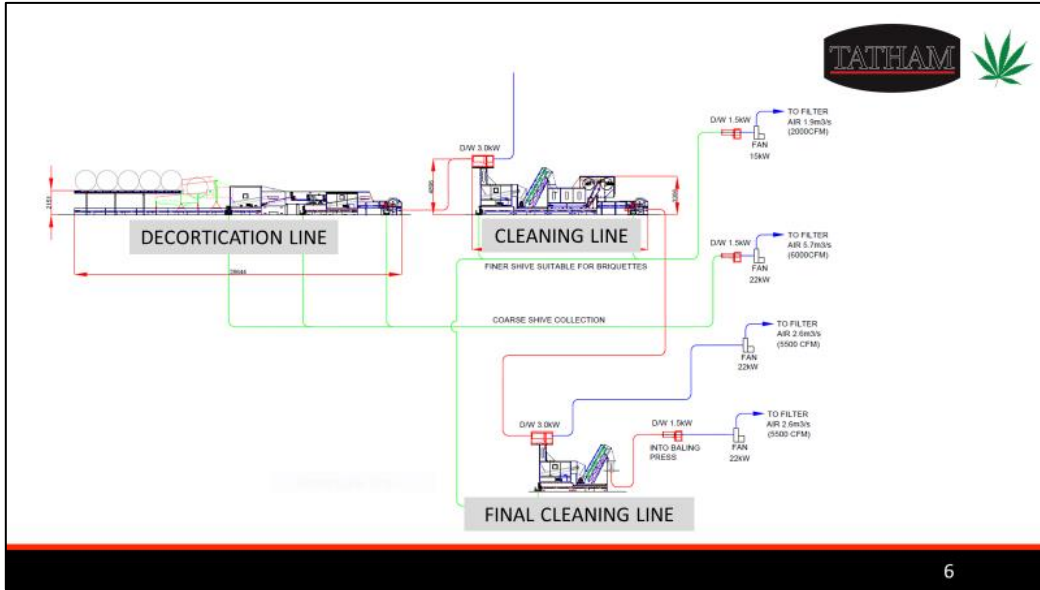 TATHAM
D/W 3.0kW
D/W 1.5kW
TO FILTER
AIR 1.9m3/s
(2000CFM)
FAN
15kW
DECORTICATION LINE
CLEANING LINE
FINER SHIVE SUITABLE FOR BRIQUETTES
D/W 1.5kW
TO FILTER
AIR 5.7m3/s
(6000CFM)
FAN
22kW
COARSE SHIVE COLLECTION
TO FILTER
AIR 2.6m3/s
(5500 CFM)
FAN
22kW
D/W 3.0kW
D/W 1.5kW
INTO BALING
PRESS
TO FILTER
AIR 2.6m3/s
(5500 CFM)
FAN
22kW
FINAL CLEANING LINE
6